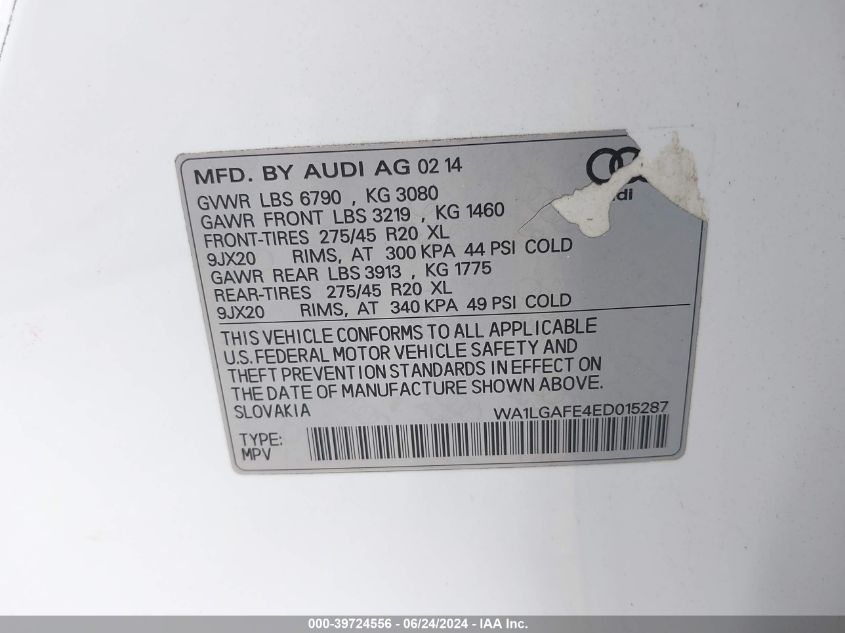 MFD. BY AUDI AG 02 14
GVWR LBS 6790 , KG 3080
GAWR FRONT LBS 3219 , KG 1460
FRONT-TIRES 275/45 R20 XL
9JX20 RIMS, AT 300 KPA 44 PSI COLD
GAWR REAR LBS 3913 , KG 1775
REAR-TIRES 275/45 R20 XL
9JX20 RIMS, AT 340 KPA 49 PSI COLD
THIS VEHICLE CONFORMS TO ALL APPLICABLE
U.S. FEDERAL MOTOR VEHICLE SAFETY AND
THEFT PREVENTION STANDARDS IN EFFECT ON
THE DATE OF MANUFACTURE SHOWN ABOVE.
SLOVAKIA WA1LGAFE4ED015287
TYPE:
MPV
000-39724556 - 06/24/2024 - IAA Inc.